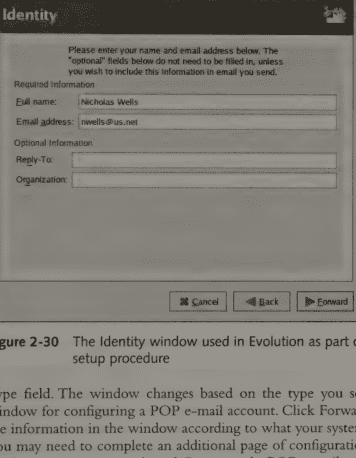 Identity
Please enter your name and email address below. The
"optional" fields below do not need to be filled in, unless
you wish to include this information in email you send.
Required Information
Full name: Nicholas Wells
Email address: nwells@us.net
Optional Information
Reply-To:
Organization:
Cancel Back Forward
gure 2-30 The Identity window used in Evolution as part o
setup procedure
ype field. The window changes based on the type you se
indow for configuring a POP e-mail account. Click Forwa
e information in the window according to what your system
ou may need to complete an additional page of configuratio